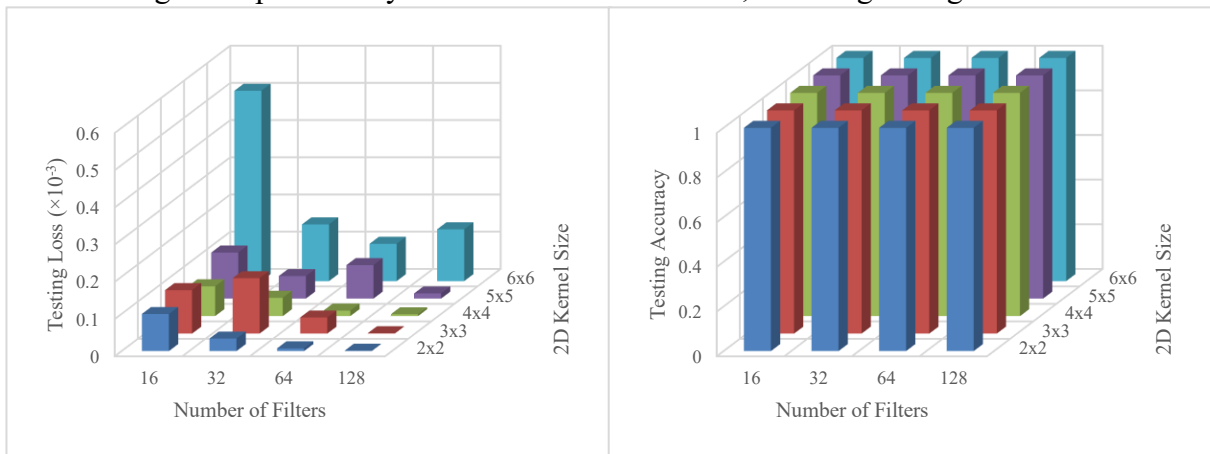 Testing Loss (×10⁻³)
0.6
0.5
0.4
0.3
0.2
0.1
0
16 32 64 128
Number of Filters
2x2
3x3
4x4
5x5
6x6
2D Kernel Size
Testing Accuracy
1
0.8
0.6
0.4
0.2
0
16 32 64 128
Number of Filters
2x2
3x3
4x4
5x5
6x6
2D Kernel Size